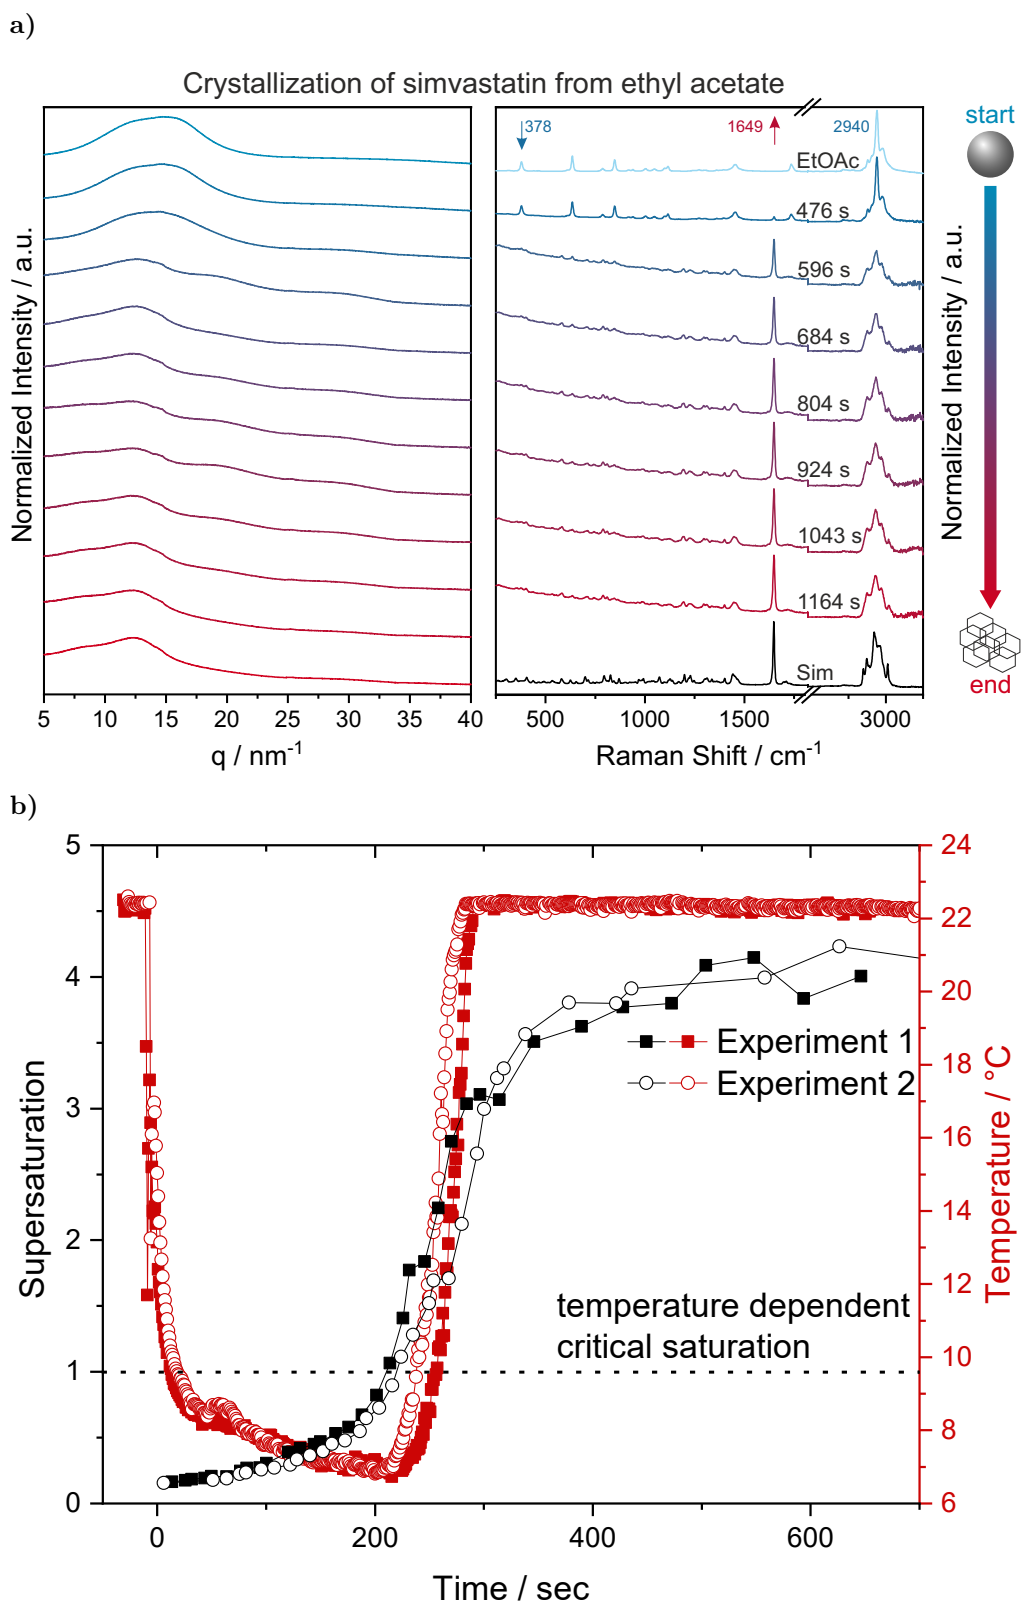 a)
Crystallization of simvastatin from ethyl acetate
Normalized Intensity / a.u.
5 10 15 20 25 30 35 40
q / nm-1
378
1649
2940
EtOAc
476 s
596 s
684 s
804 s
924 s
1043 s
1164 s
Sim
500 1000 1500 3000
Raman Shift / cm-1
Normalized Intensity / a.u.
start
end
b)
5
4
3
2
1
0
Supersaturation
24
22
20
18
16
14
12
10
8
6
Temperature / °C
Experiment 1
Experiment 2
temperature dependent
critical saturation
0 200 400 600
Time / sec